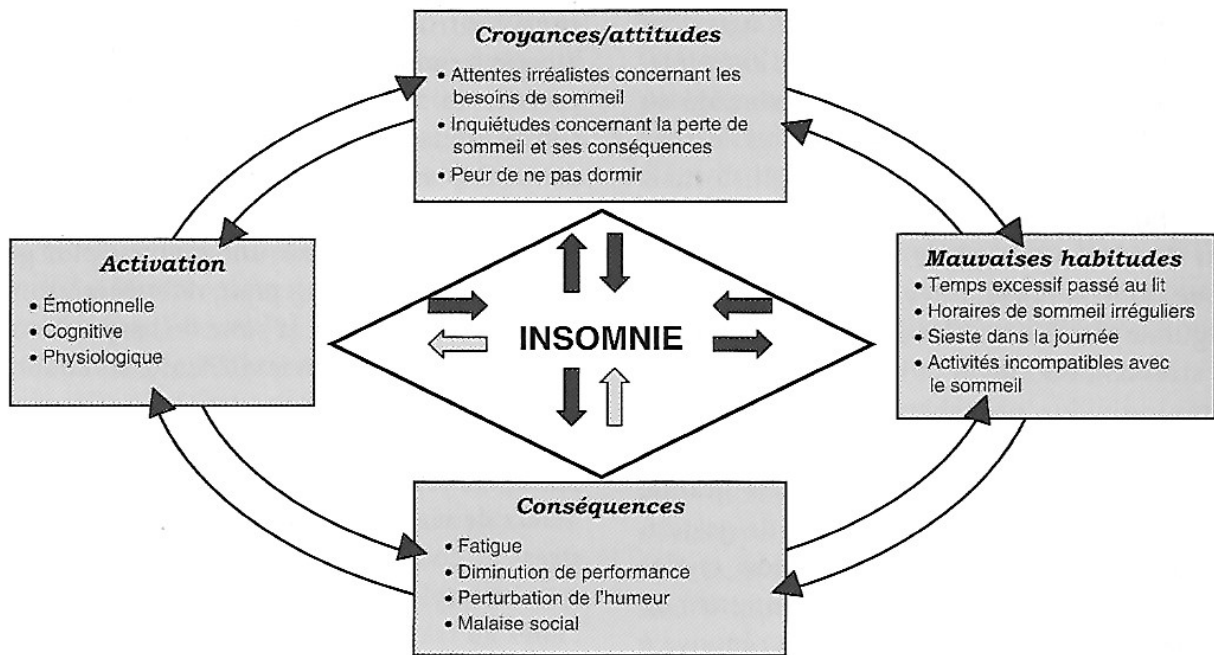 Croyances/attitudes
• Attentes irréalistes concernant les
besoins de sommeil
• Inquiétudes concernant la perte de
sommeil et ses conséquences
• Peur de ne pas dormir
Activation
• Émotionnelle
• Cognitive
• Physiologique
INSOMNIE
Mauvaises habitudes
• Temps excessif passé au lit
• Horaires de sommeil irréguliers
• Sieste dans la journée
• Activités incompatibles avec
le sommeil
Conséquences
• Fatigue
• Diminution de performance
• Perturbation de l'humeur
• Malaise social